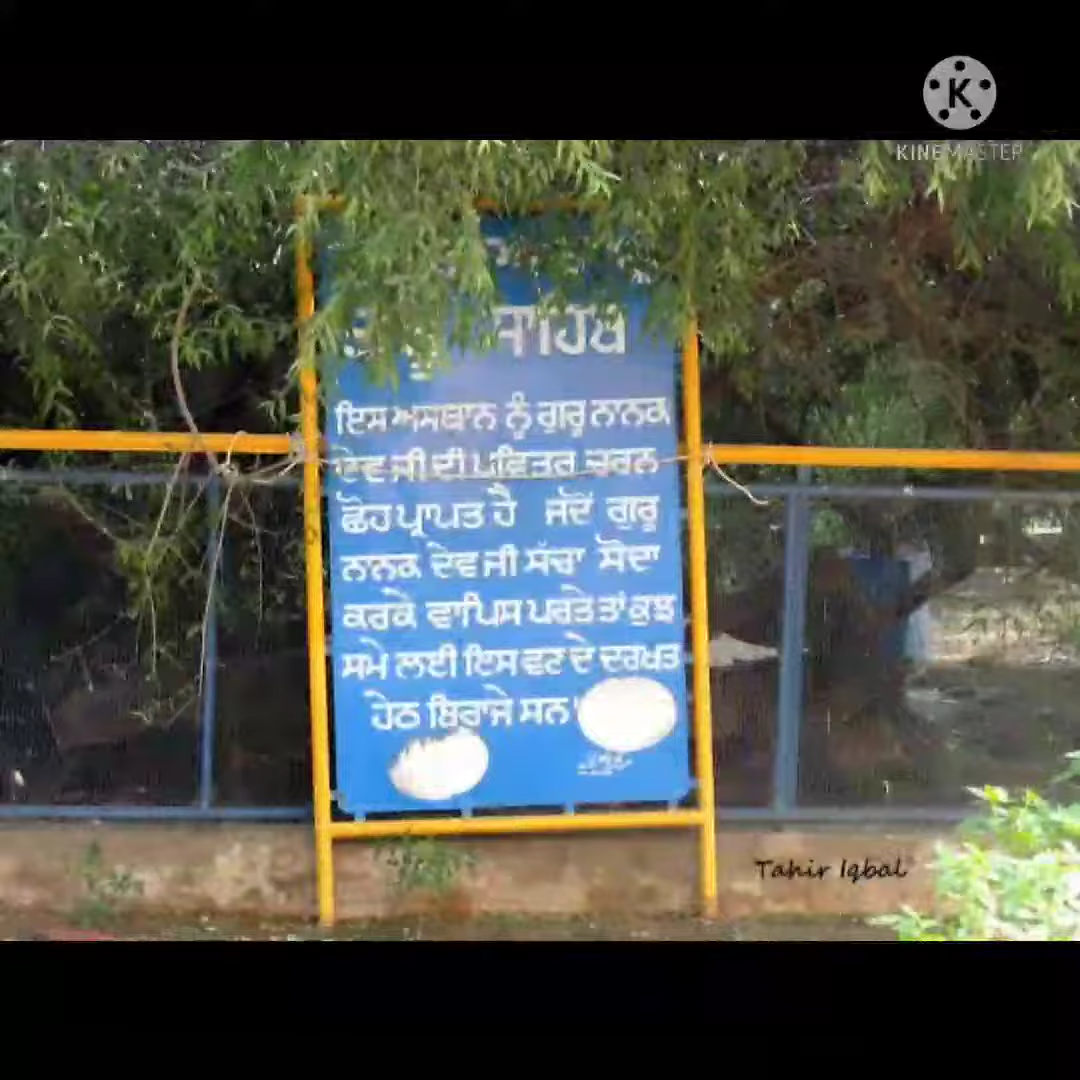 K
KINEMASTER
ਸਾਹਿਬ
ਇਸ ਅਸਥਾਨ ਨੂੰ ਗੁਰੂ ਨਾਨਕ
ਦੇਵ ਜੀ ਦੀ ਪਵਿਤਰ ਚਰਨ
ਛੋਹ ਪ੍ਰਾਪਤ ਹੈ ਜਦੋਂ ਗੁਰੂ
ਨਾਨਕ ਦੇਵ ਜੀ ਸੱਚਾ ਸੌਦਾ
ਕਰਕੇ ਵਾਪਿਸ ਪਰਤੇ ਤਾਂ ਕੁਝ
ਸਮੇ ਲਈ ਇਸ ਵਣ ਦੇ ਦਰਖਤ
ਹੇਠ ਬਿਰਾਜੇ ਸਨ
Tahir Iqbal